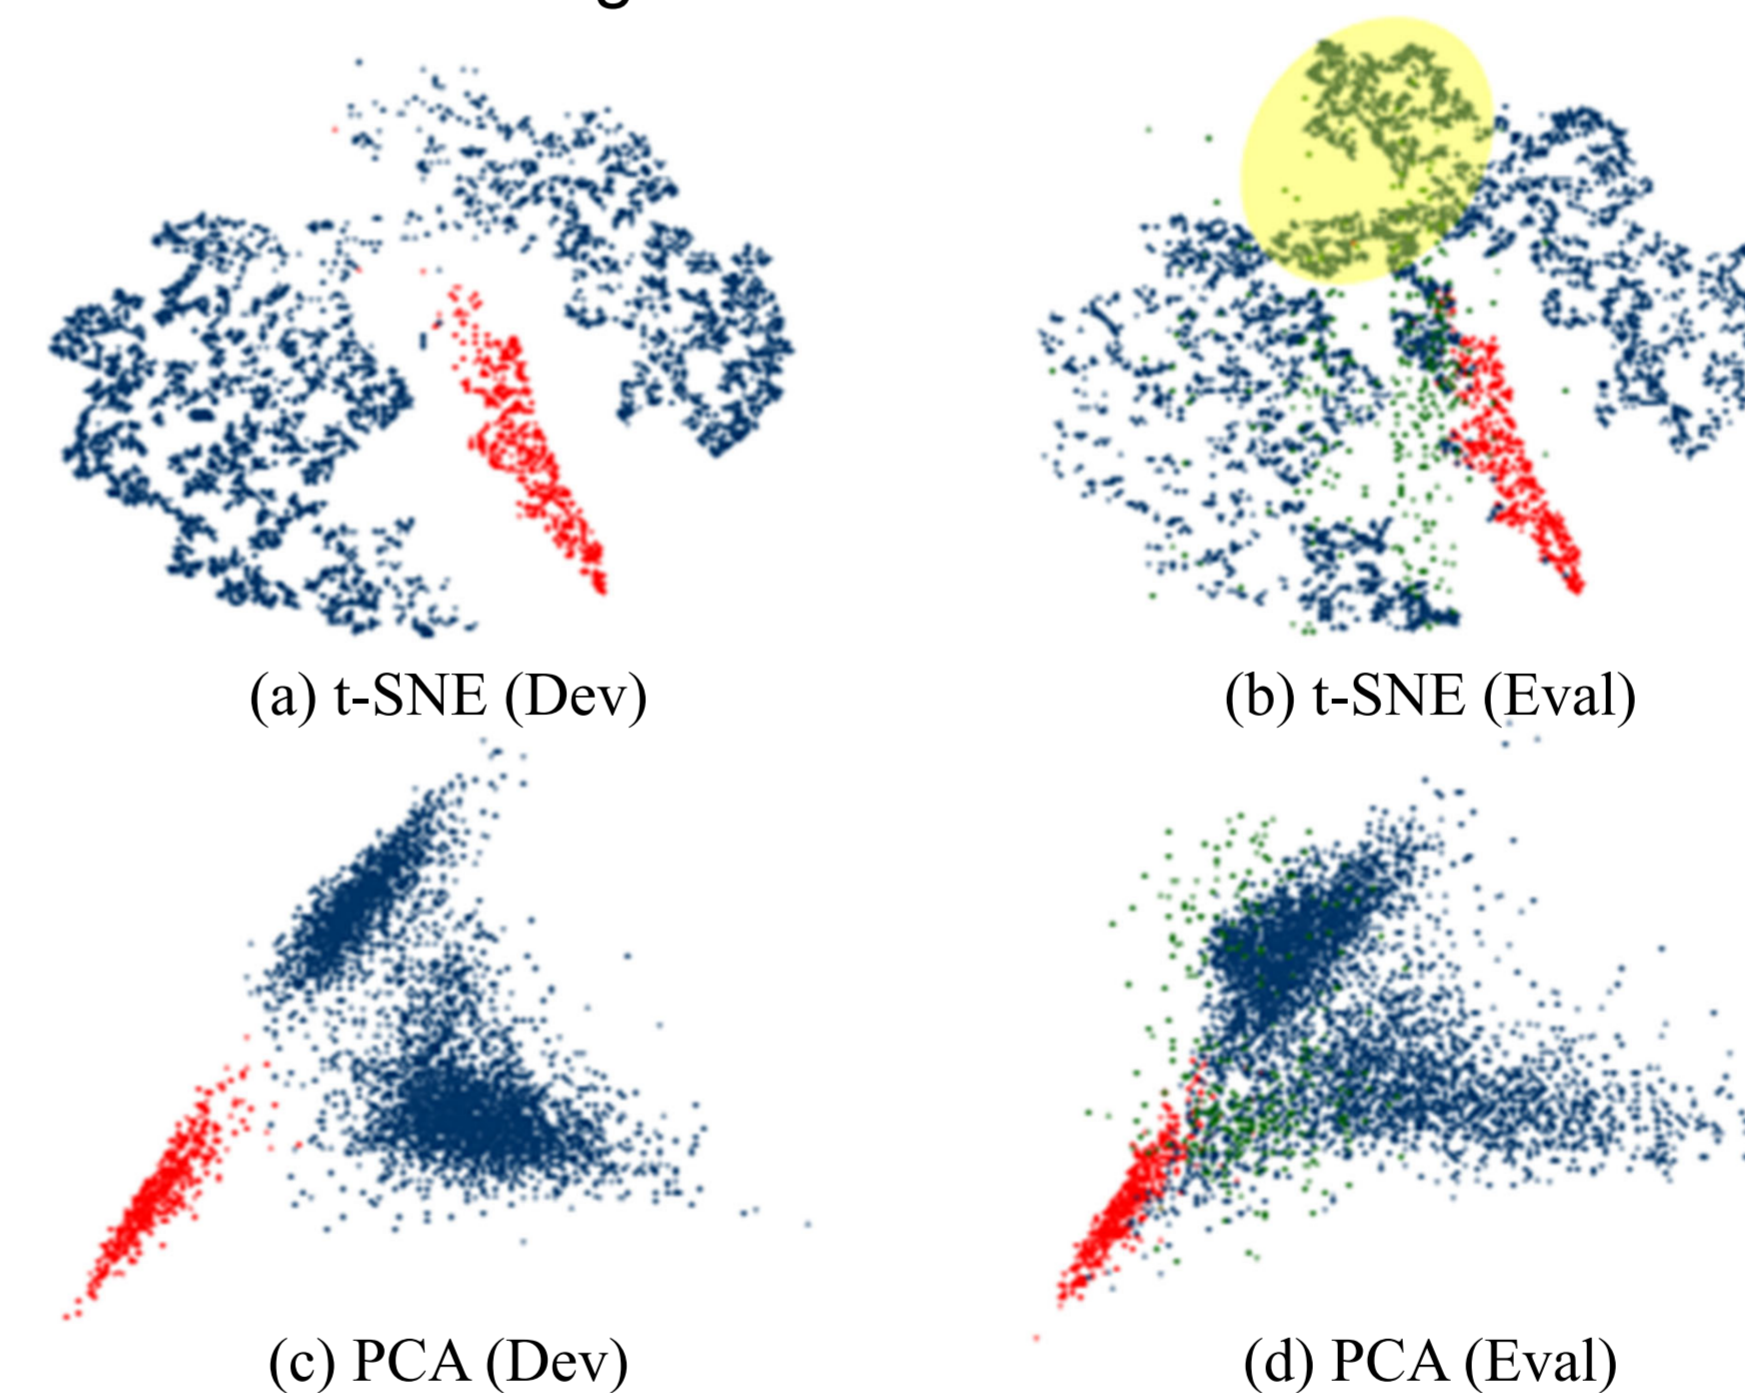 (a) t-SNE (Dev)
(b) t-SNE (Eval)
(c) PCA (Dev)
(d) PCA (Eval)